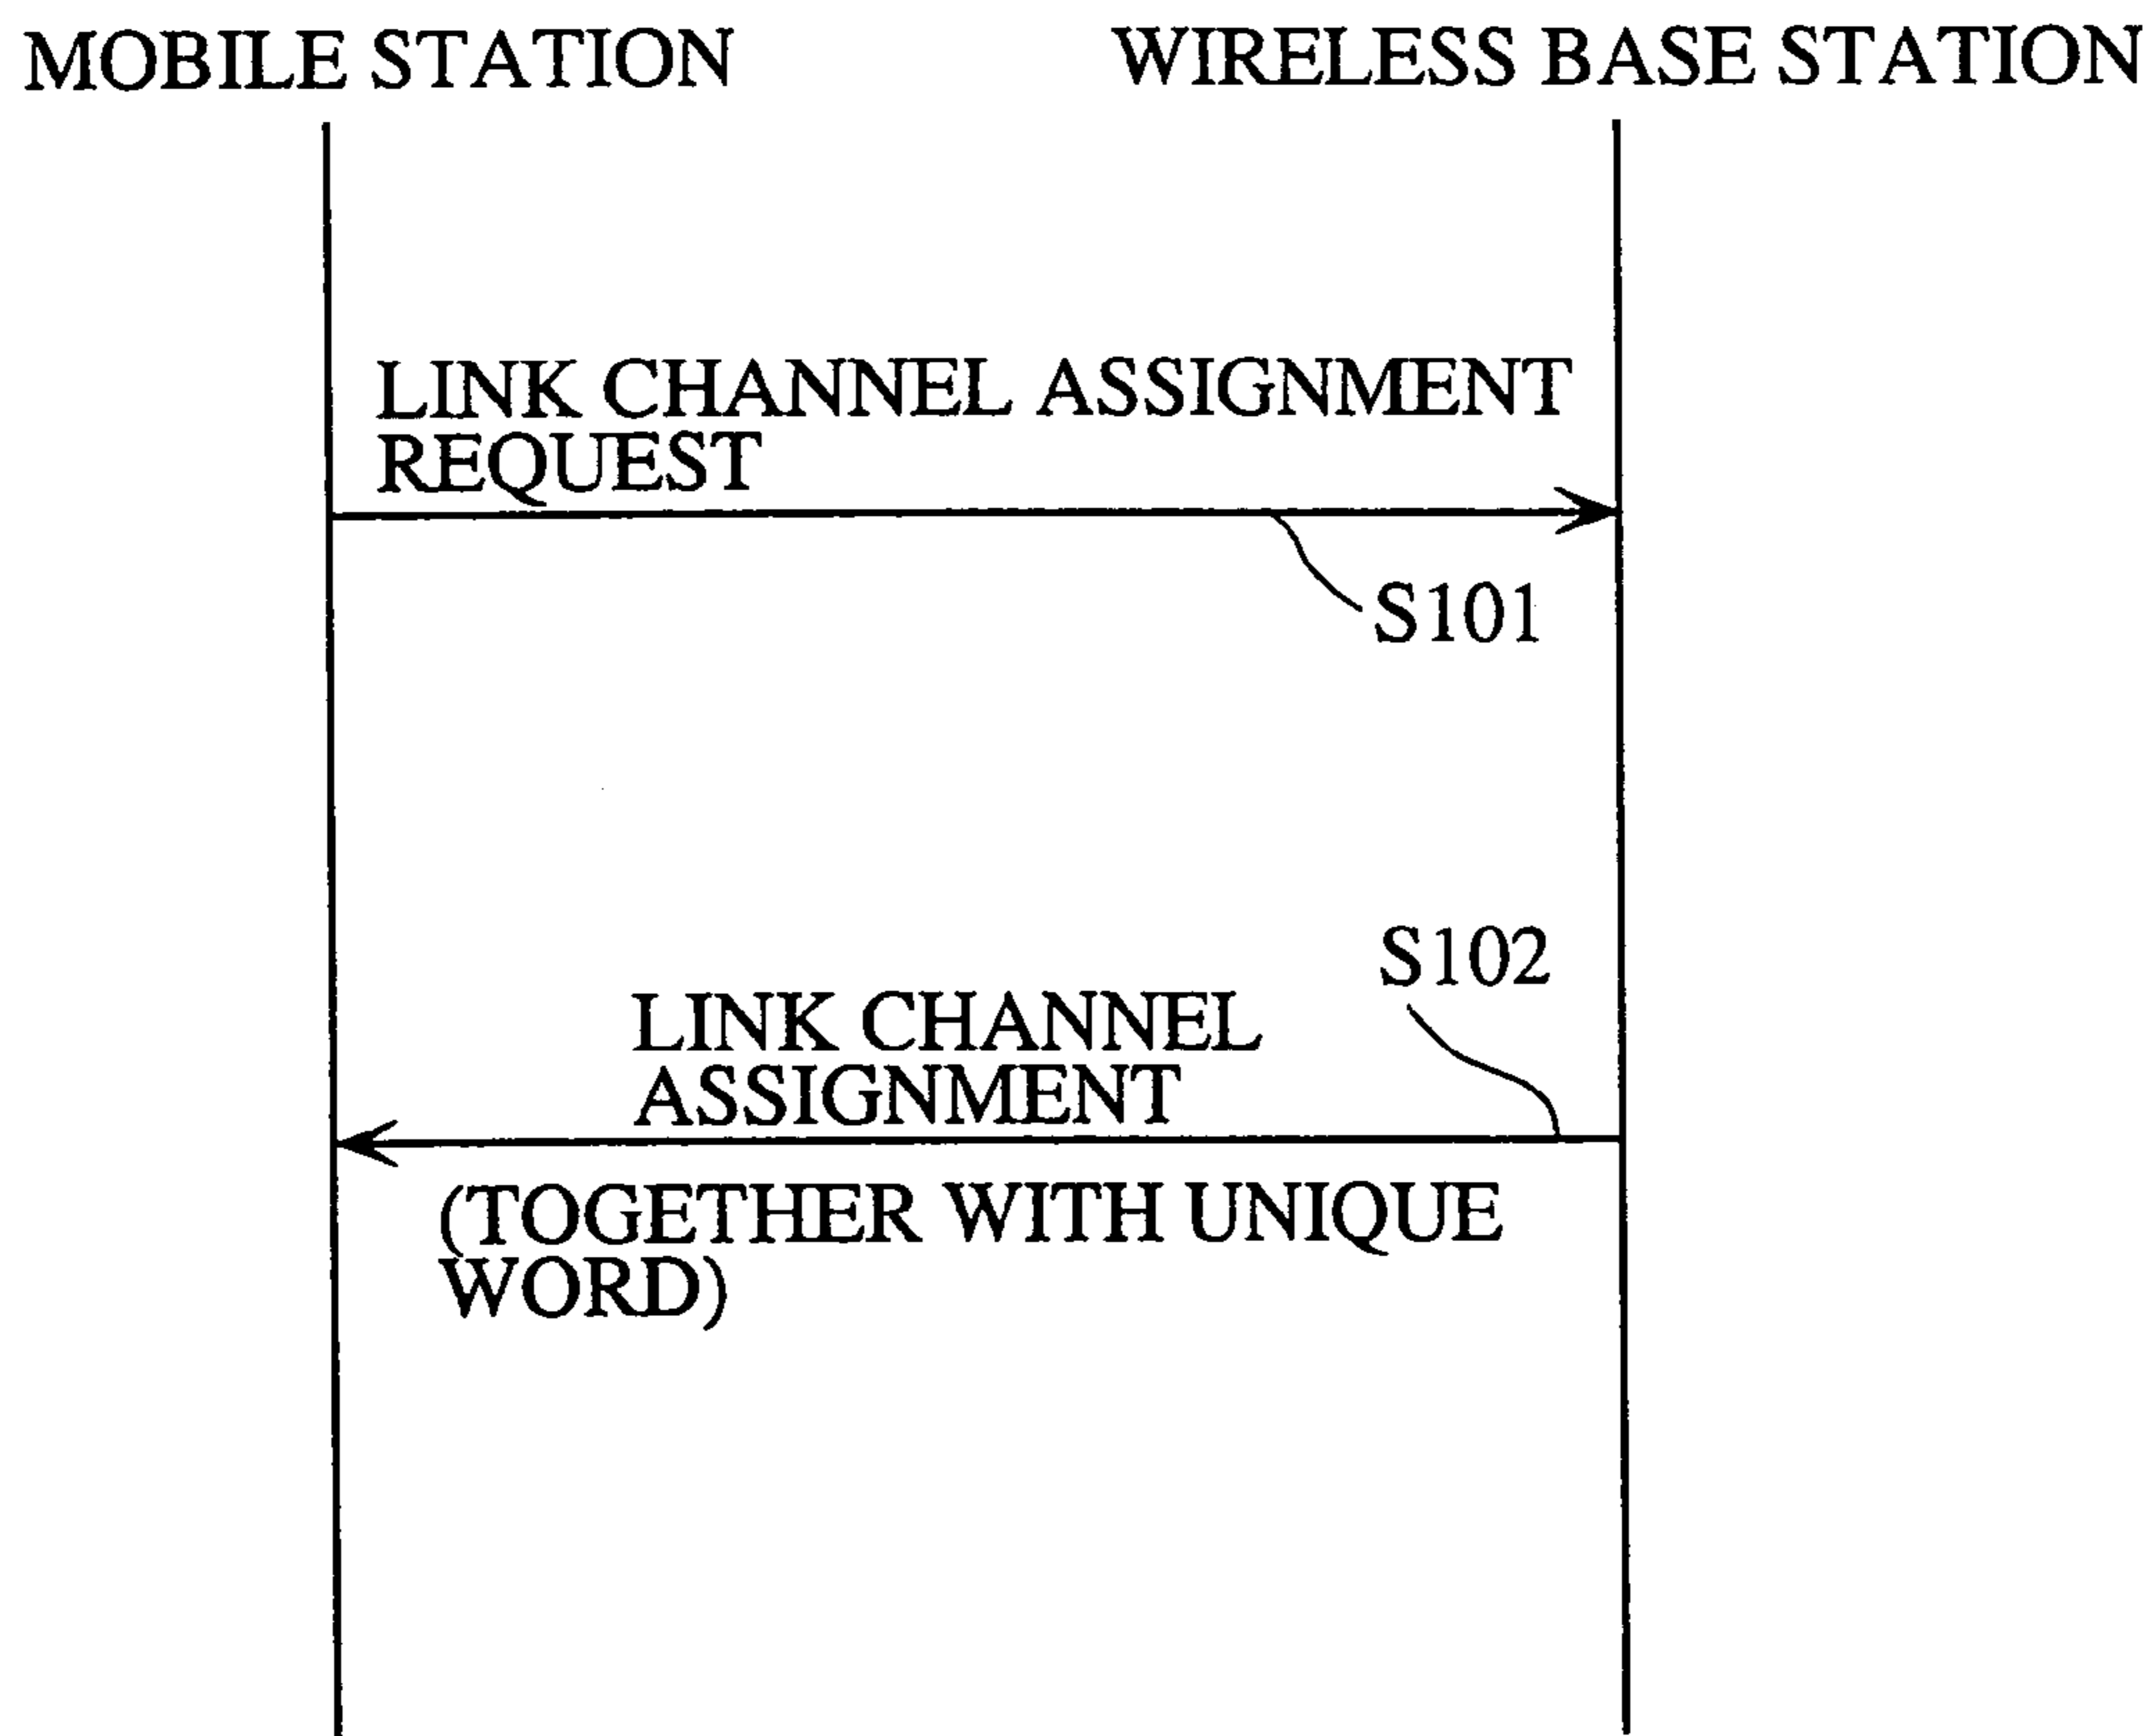 MOBILE STATION
WIRELESS BASE STATION
LINK CHANNEL ASSIGNMENT
REQUEST
S101
S102
LINK CHANNEL
ASSIGNMENT
(TOGETHER WITH UNIQUE
WORD)